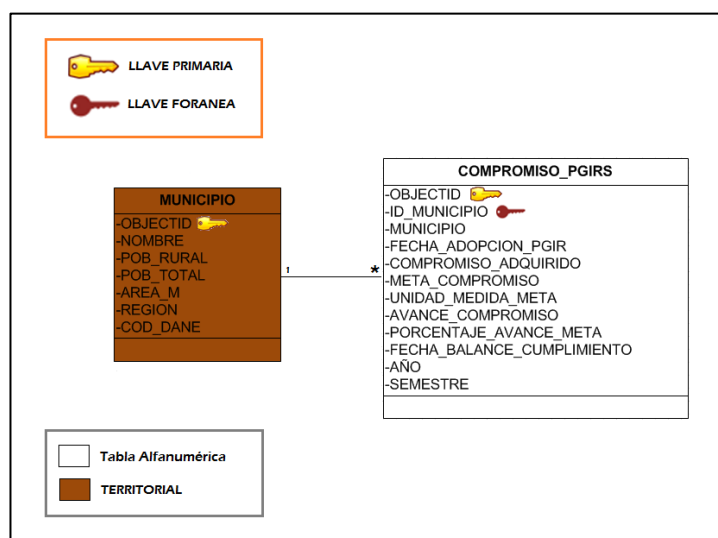 LLAVE PRIMARIA
LLAVE FORANEA
MUNICIPIO
-OBJECTID
-NOMBRE
-POB_RURAL
-POB_TOTAL
-AREA_M
-REGION
-COD_DANE
1
*
COMPROMISO_PGIRS
-OBJECTID
-ID_MUNICIPIO
-MUNICIPIO
-FECHA_ADOPCION_PGIR
-COMPROMISO_ADQUIRIDO
-META_COMPROMISO
-UNIDAD_MEDIDA_META
-AVANCE_COMPROMISO
-PORCENTAJE_AVANCE_META
-FECHA_BALANCE_CUMPLIMIENTO
-AÑO
-SEMESTRE
Tabla Alfanumérica
TERRITORIAL